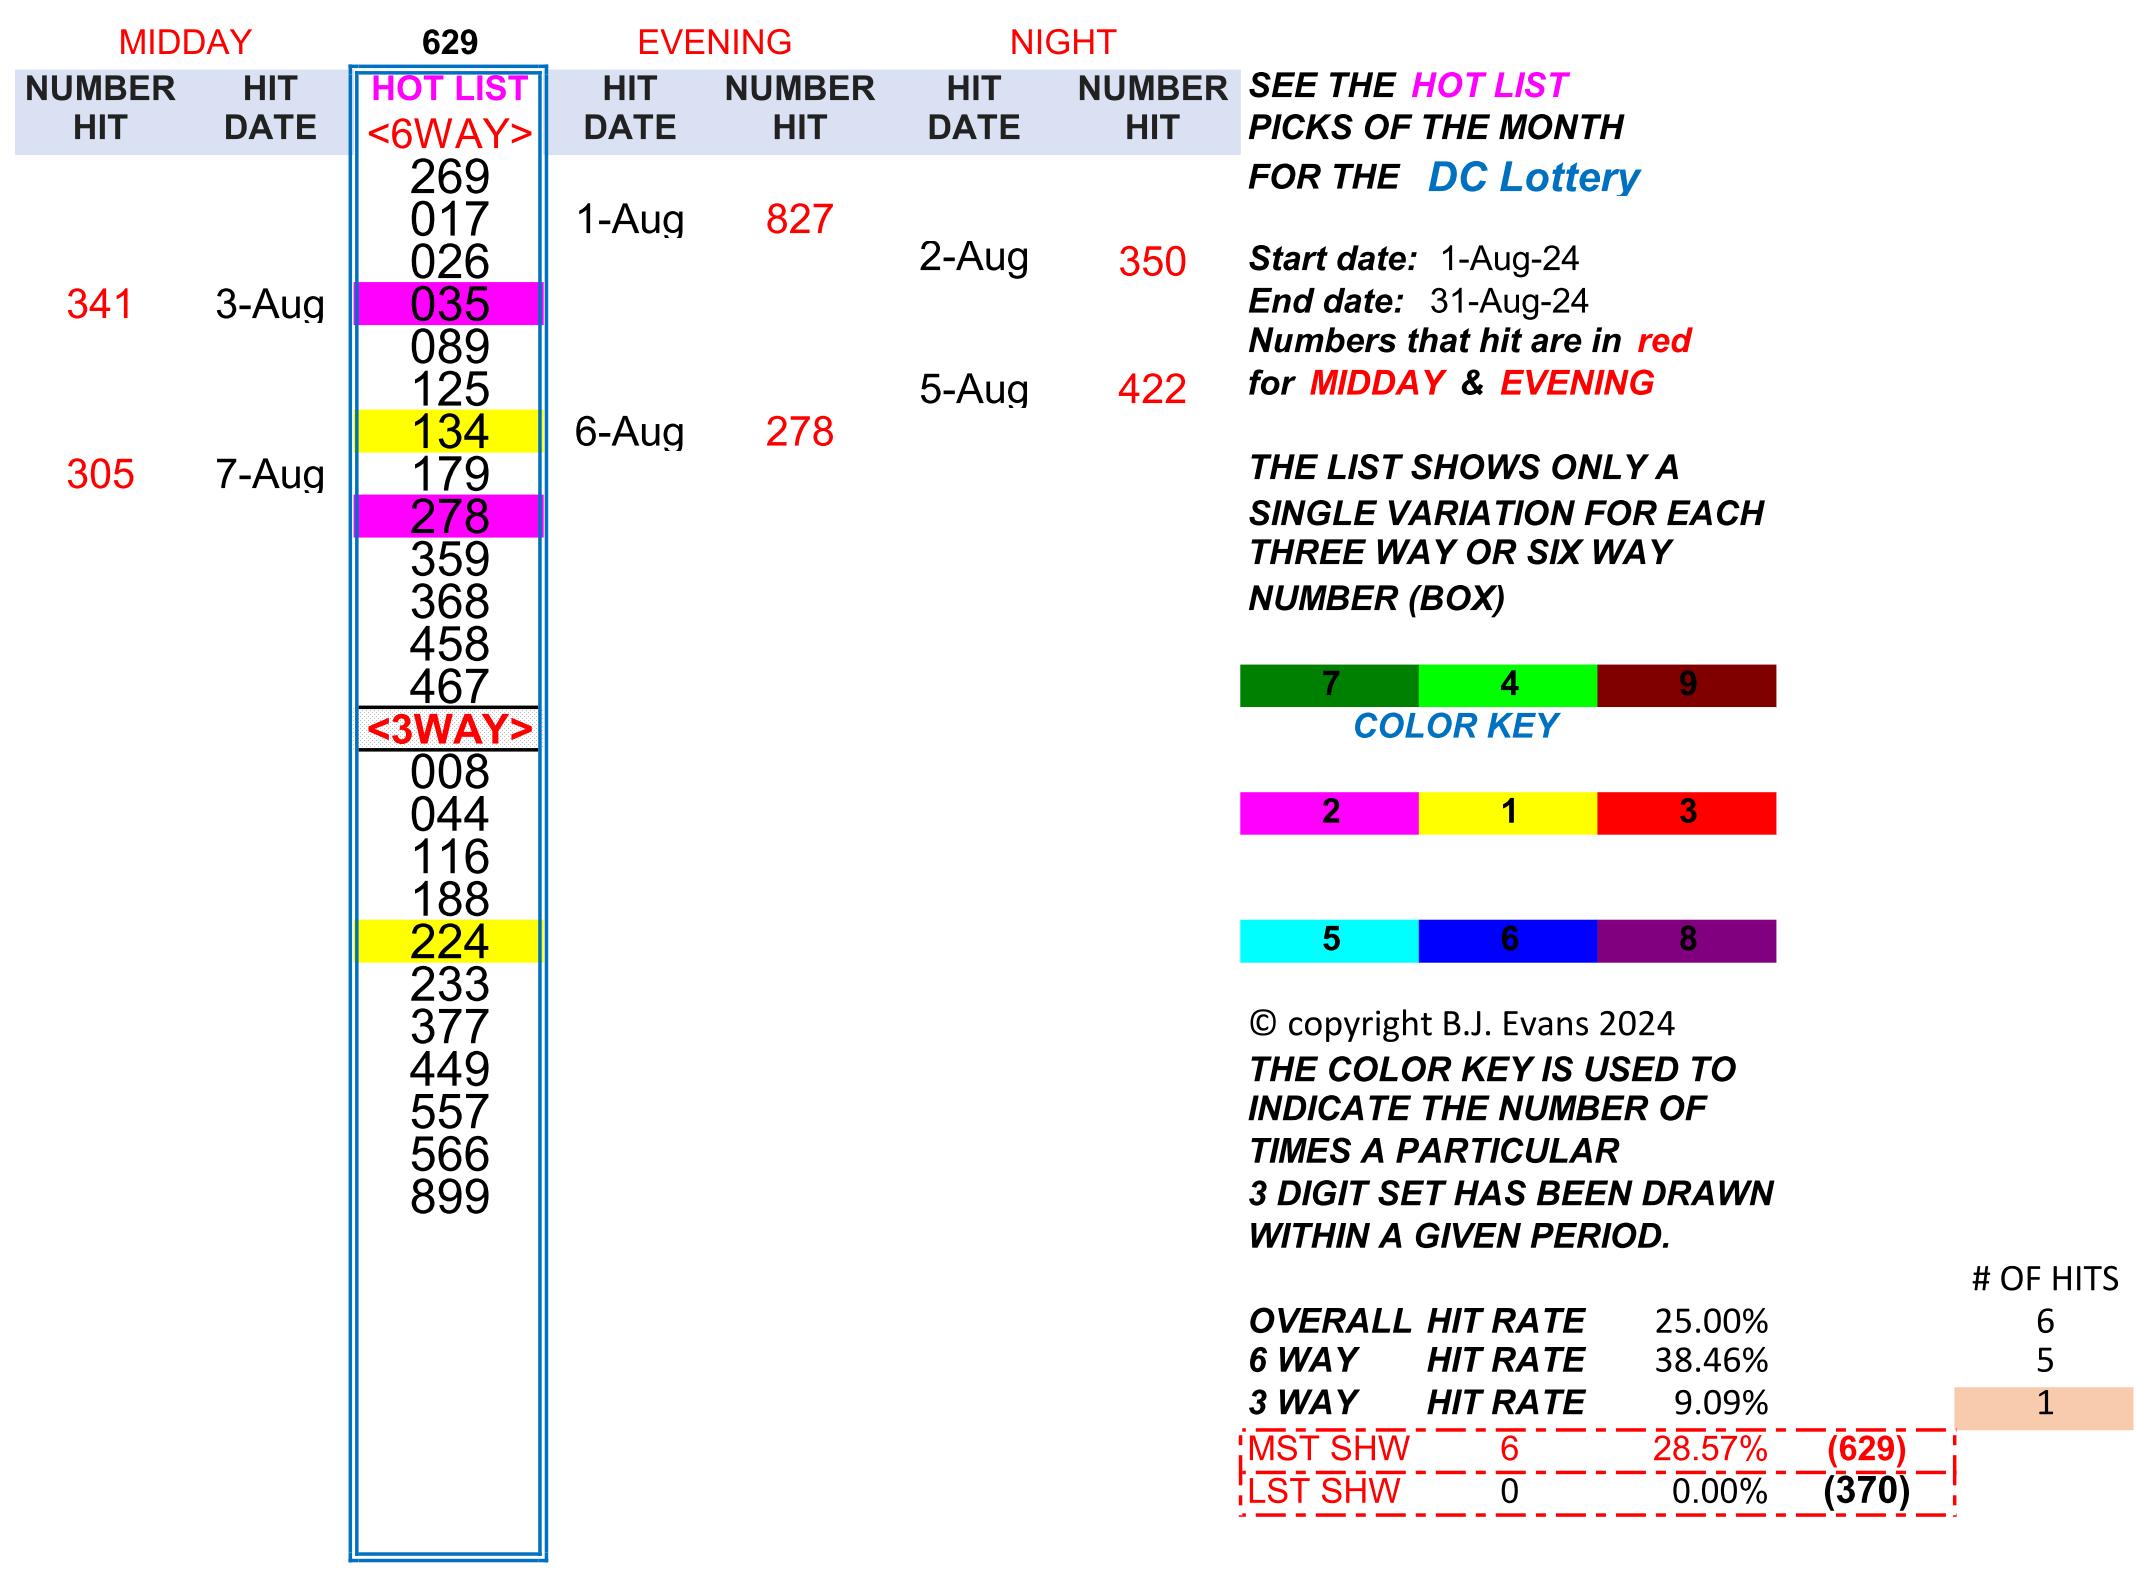 MIDDAY 629 EVENING NIGHT
NUMBER HIT HOT LIST HIT NUMBER HIT NUMBER SEE THE HOT LIST
HIT DATE <6WAY> DATE HIT DATE HIT PICKS OF THE MONTH
269 FOR THE DC Lottery
017 1-Aug 827
026 2-Aug 350 Start date: 1-Aug-24
341 3-Aug 035 End date: 31-Aug-24
089 Numbers that hit are in red
125 5-Aug 422 for MIDDAY & EVENING
134 6-Aug 278
305 7-Aug 179 THE LIST SHOWS ONLY A
278 SINGLE VARIATION FOR EACH
359 THREE WAY OR SIX WAY
368 NUMBER (BOX)
458
467 7 4 9
<3WAY> COLOR KEY
008
044 2 1 3
116
188
224 5 6 8
233
377 © copyright B.J. Evans 2024
449 THE COLOR KEY IS USED TO
557 INDICATE THE NUMBER OF
566 TIMES A PARTICULAR
899 3 DIGIT SET HAS BEEN DRAWN
WITHIN A GIVEN PERIOD.
# OF HITS
OVERALL HIT RATE 25.00% 6
6 WAY HIT RATE 38.46% 5
3 WAY HIT RATE 9.09% 1
MST SHW 6 28.57% (629)
LST SHW 0 0.00% (370)